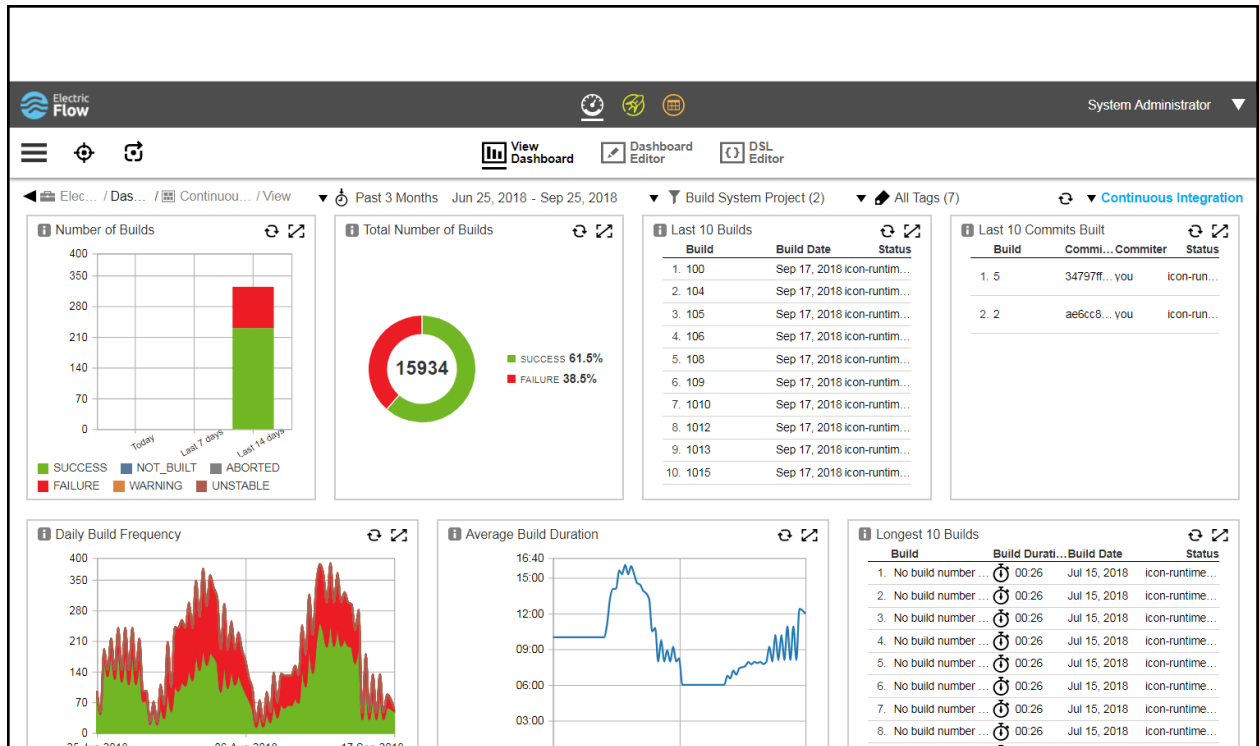 Electric
Flow
System Administrator
View
Dashboard
Dashboard
Editor
DSL
Editor
Elec... / Das... / Continuou... / View
Past 3 Months Jun 25, 2018 - Sep 25, 2018
Build System Project (2)
All Tags (7)
Continuous Integration
Number of Builds
400
350
280
210
140
70
0
Today
Last 7 days
Last 14 days
SUCCESS NOT_BUILT ABORTED
FAILURE WARNING UNSTABLE
Total Number of Builds
15934
SUCCESS 61.5%
FAILURE 38.5%
Last 10 Builds
Build Build Date Status
1. 100 Sep 17, 2018 icon-runtim...
2. 104 Sep 17, 2018 icon-runtim...
3. 105 Sep 17, 2018 icon-runtim...
4. 106 Sep 17, 2018 icon-runtim...
5. 108 Sep 17, 2018 icon-runtim...
6. 109 Sep 17, 2018 icon-runtim...
7. 1010 Sep 17, 2018 icon-runtim...
8. 1012 Sep 17, 2018 icon-runtim...
9. 1013 Sep 17, 2018 icon-runtim...
10. 1015 Sep 17, 2018 icon-runtim...
Last 10 Commits Built
Build Commi... Commiter Status
1. 5 34797ff... you icon-run...
2. 2 ae6cc8... you icon-run...
Daily Build Frequency
400
350
280
210
140
70
0
25 Jun 2018 06 Aug 2018 17 Sep 2018
Average Build Duration
16:40
15:00
12:00
09:00
06:00
03:00
Longest 10 Builds
Build Build Durati... Build Date Status
1. No build number ... 00:26 Jul 15, 2018 icon-runtime...
2. No build number ... 00:26 Jul 15, 2018 icon-runtime...
3. No build number ... 00:26 Jul 15, 2018 icon-runtime...
4. No build number ... 00:26 Jul 15, 2018 icon-runtime...
5. No build number ... 00:26 Jul 15, 2018 icon-runtime...
6. No build number ... 00:26 Jul 15, 2018 icon-runtime...
7. No build number ... 00:26 Jul 15, 2018 icon-runtime...
8. No build number ... 00:26 Jul 15, 2018 icon-runtime...